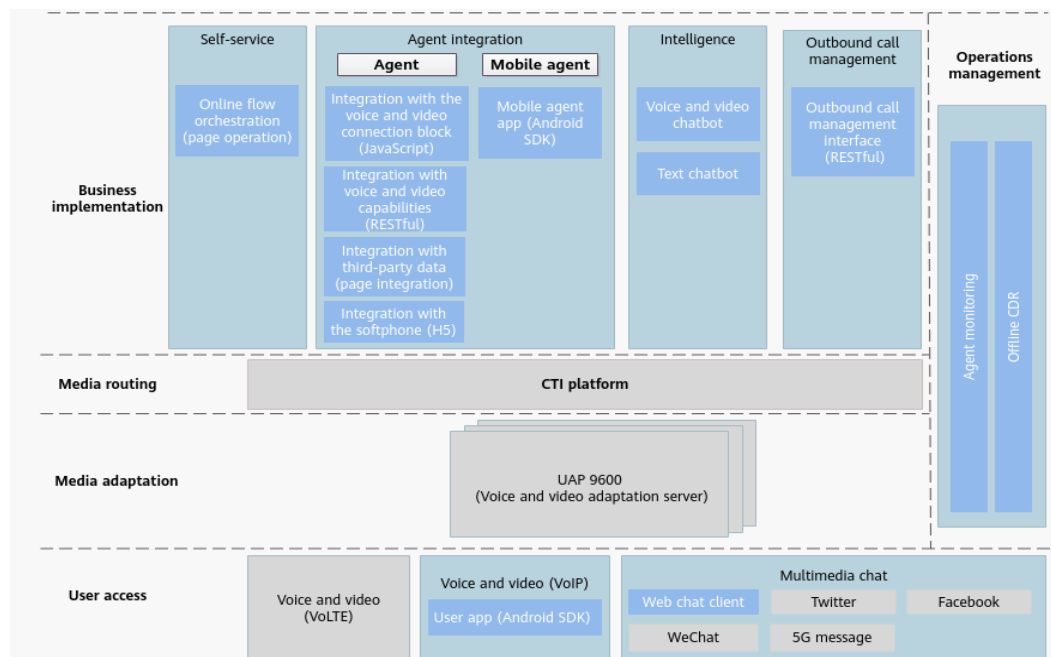 Self-service
Agent integration
Intelligence
Outbound call
management
Operations
management
Agent
Mobile agent
Online flow
orchestration
(page operation)
Integration with the
voice and video
connection block
(JavaScript)
Mobile agent
app (Android
SDK)
Voice and video
chatbot
Outbound call
management
interface
(RESTful)
Text chatbot
Integration with
voice and video
capabilities
(RESTful)
Business
implementation
Integration with
third-party data
(page integration)
Integration with
the softphone (H5)
Agent monitoring
Offline CDR
Media routing
CTI platform
Media adaptation
UAP 9600
(Voice and video adaptation server)
User access
Voice and video
(VoLTE)
Voice and video (VoIP)
User app (Android SDK)
Multimedia chat
Web chat client
Twitter
Facebook
WeChat
5G message